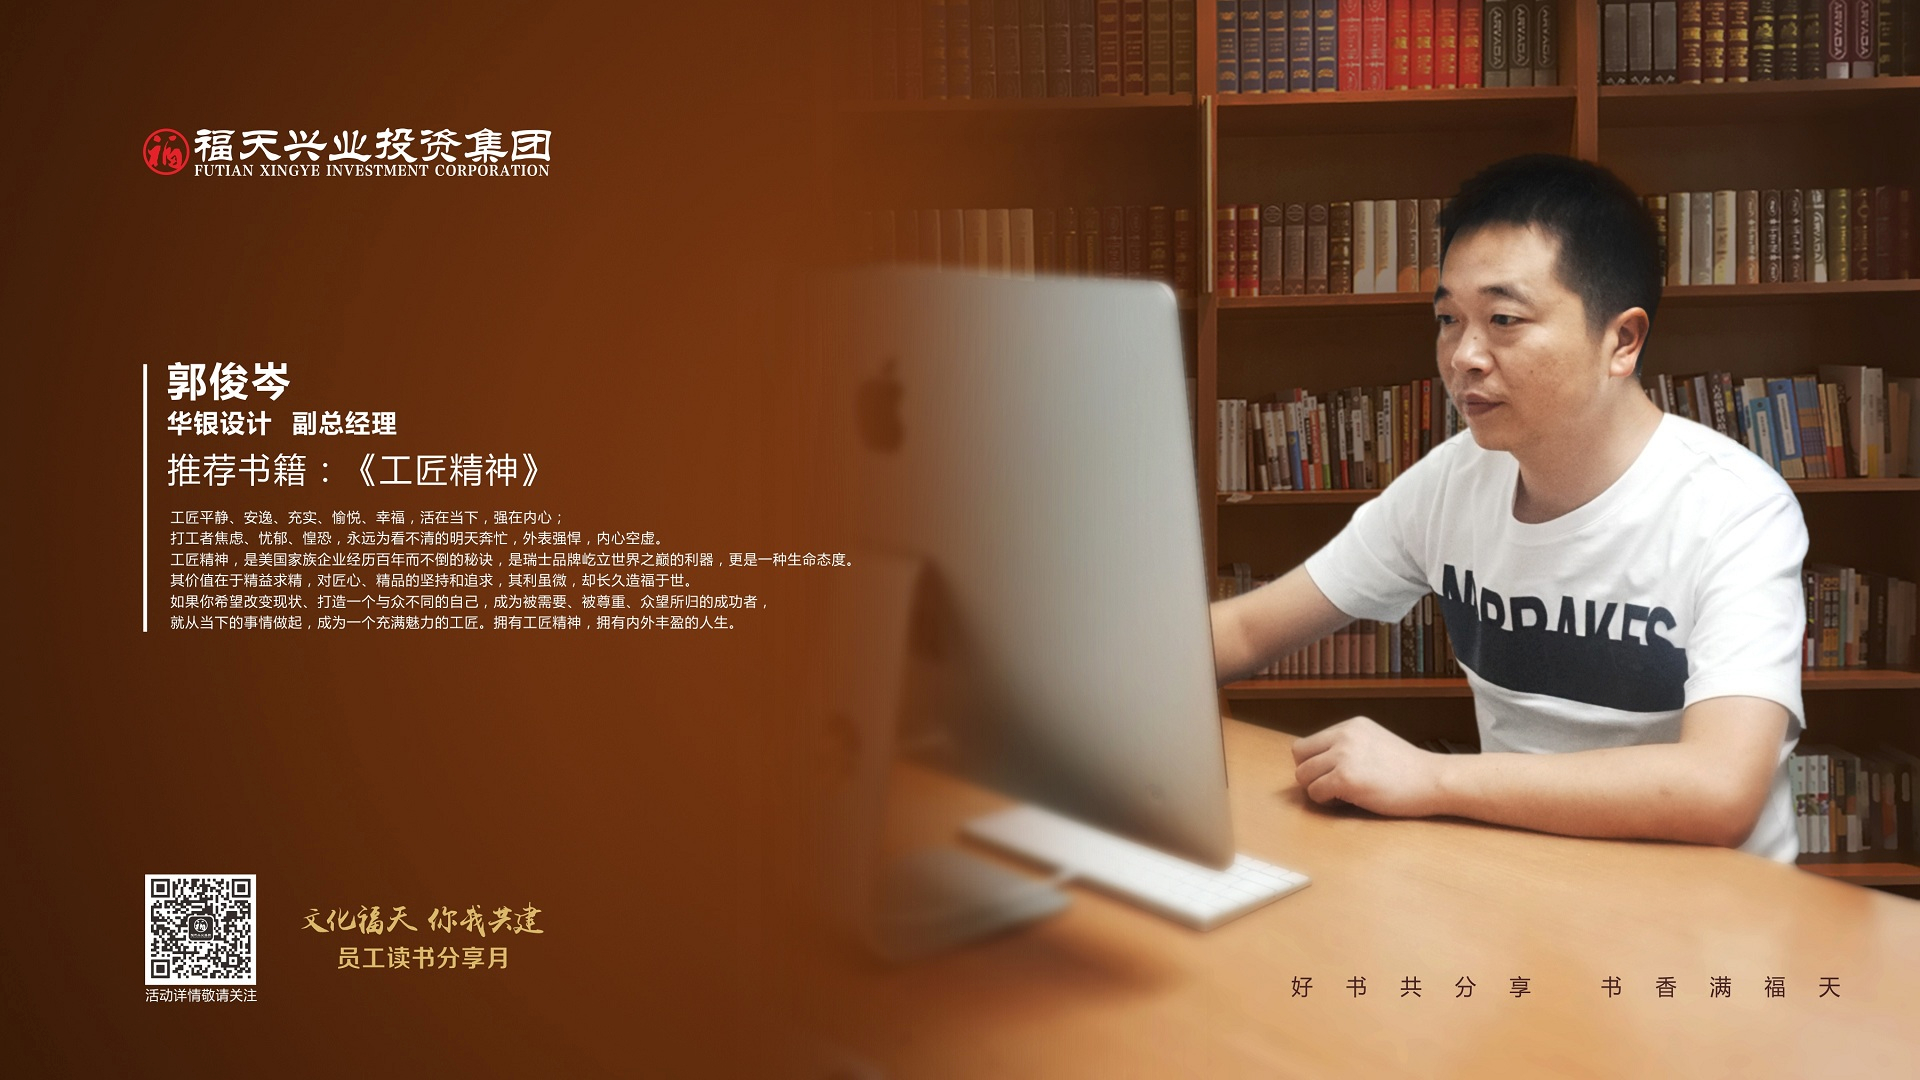 福天兴业投资集团
FUTIAN XINGYE INVESTMENT CORPORATION
郭俊岑
华银设计 副总经理
推荐书籍：《工匠精神》
工匠平静、安逸、充实、愉悦、幸福，活在当下，强在内心；
打工者焦虑、忧郁、惶恐，永远为看不清的明天奔忙，外表强悍，内心空虚。
工匠精神，是美国家族企业经历百年而不倒的秘诀，是瑞士品牌屹立世界之巅的利器，更是一种生命态度。
其价值在于精益求精，对匠心、精品的坚持和追求，其利虽微，却长久造福于世。
如果你希望改变现状、打造一个与众不同的自己，成为被需要、被尊重、众望所归的成功者，
就从当下的事情做起，成为一个充满魅力的工匠。拥有工匠精神，拥有内外丰盈的人生。
文化福天 你我共建
员工读书分享月
活动详情敬请关注
好书共分享 书香满福天